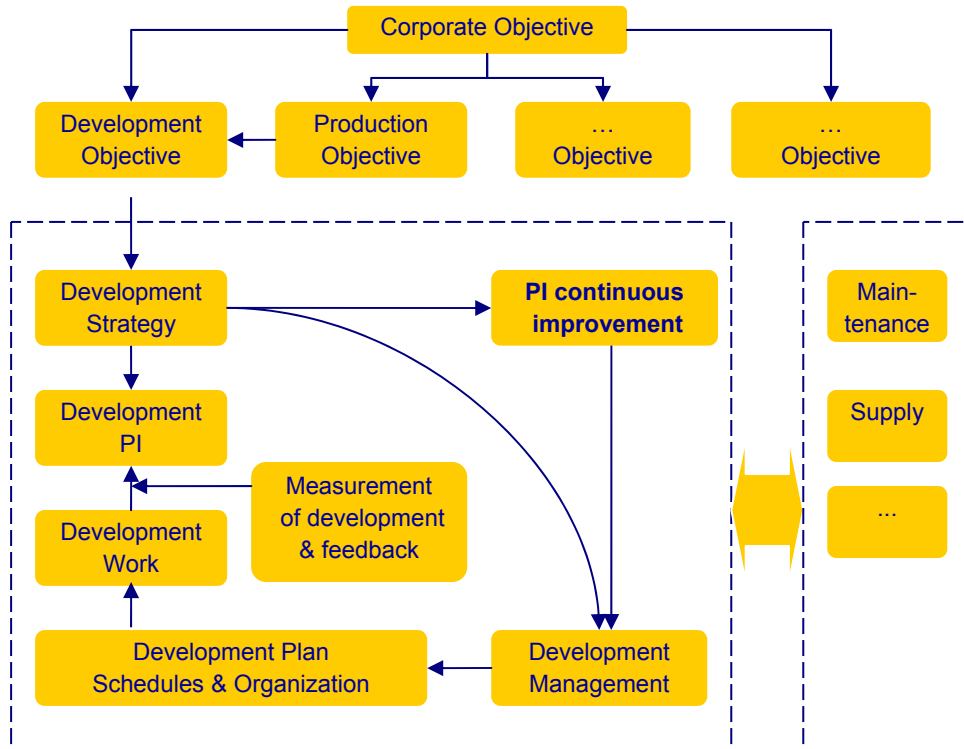 Corporate Objective
Development
Objective
Production
Objective
…
Objective
…
Objective
Development
Strategy
PI continuous
improvement
Main-
tenance
Development
PI
Supply
Measurement
of development
& feedback
Development
Work
...
Development Plan
Schedules & Organization
Development
Management